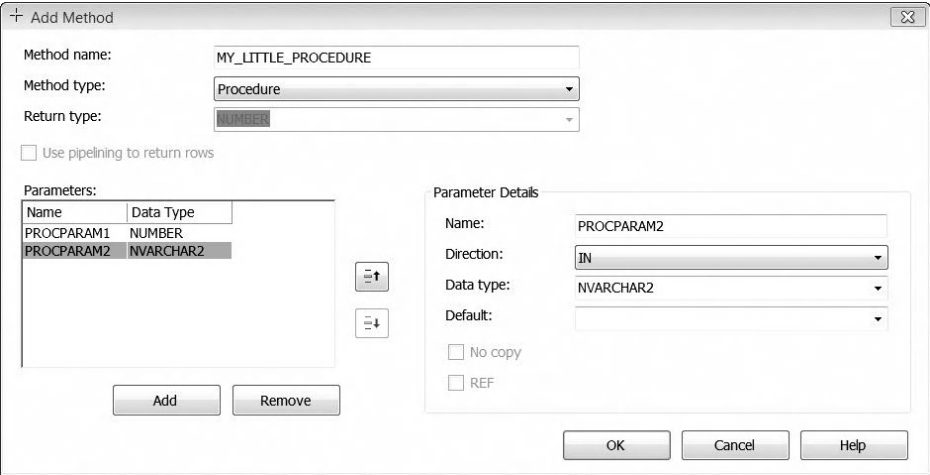 Add Method
Method name: MY_LITTLE_PROCEDURE
Method type: Procedure
Return type: NUMBER
Use pipelining to return rows
Parameters:
Name Data Type
PROCPARAM1 NUMBER
PROCPARAM2 NVARCHAR2
Add Remove
Parameter Details
Name: PROCPARAM2
Direction: IN
Data type: NVARCHAR2
Default:
No copy
REF
OK Cancel Help